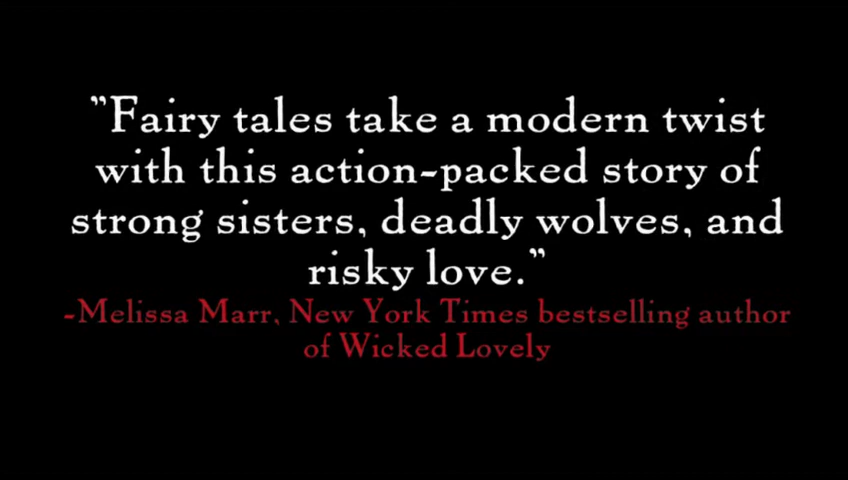 "Fairy tales take a modern twist
with this action-packed story of
strong sisters, deadly wolves, and
risky love."
-Melissa Marr, New York Times bestselling author
of Wicked Lovely